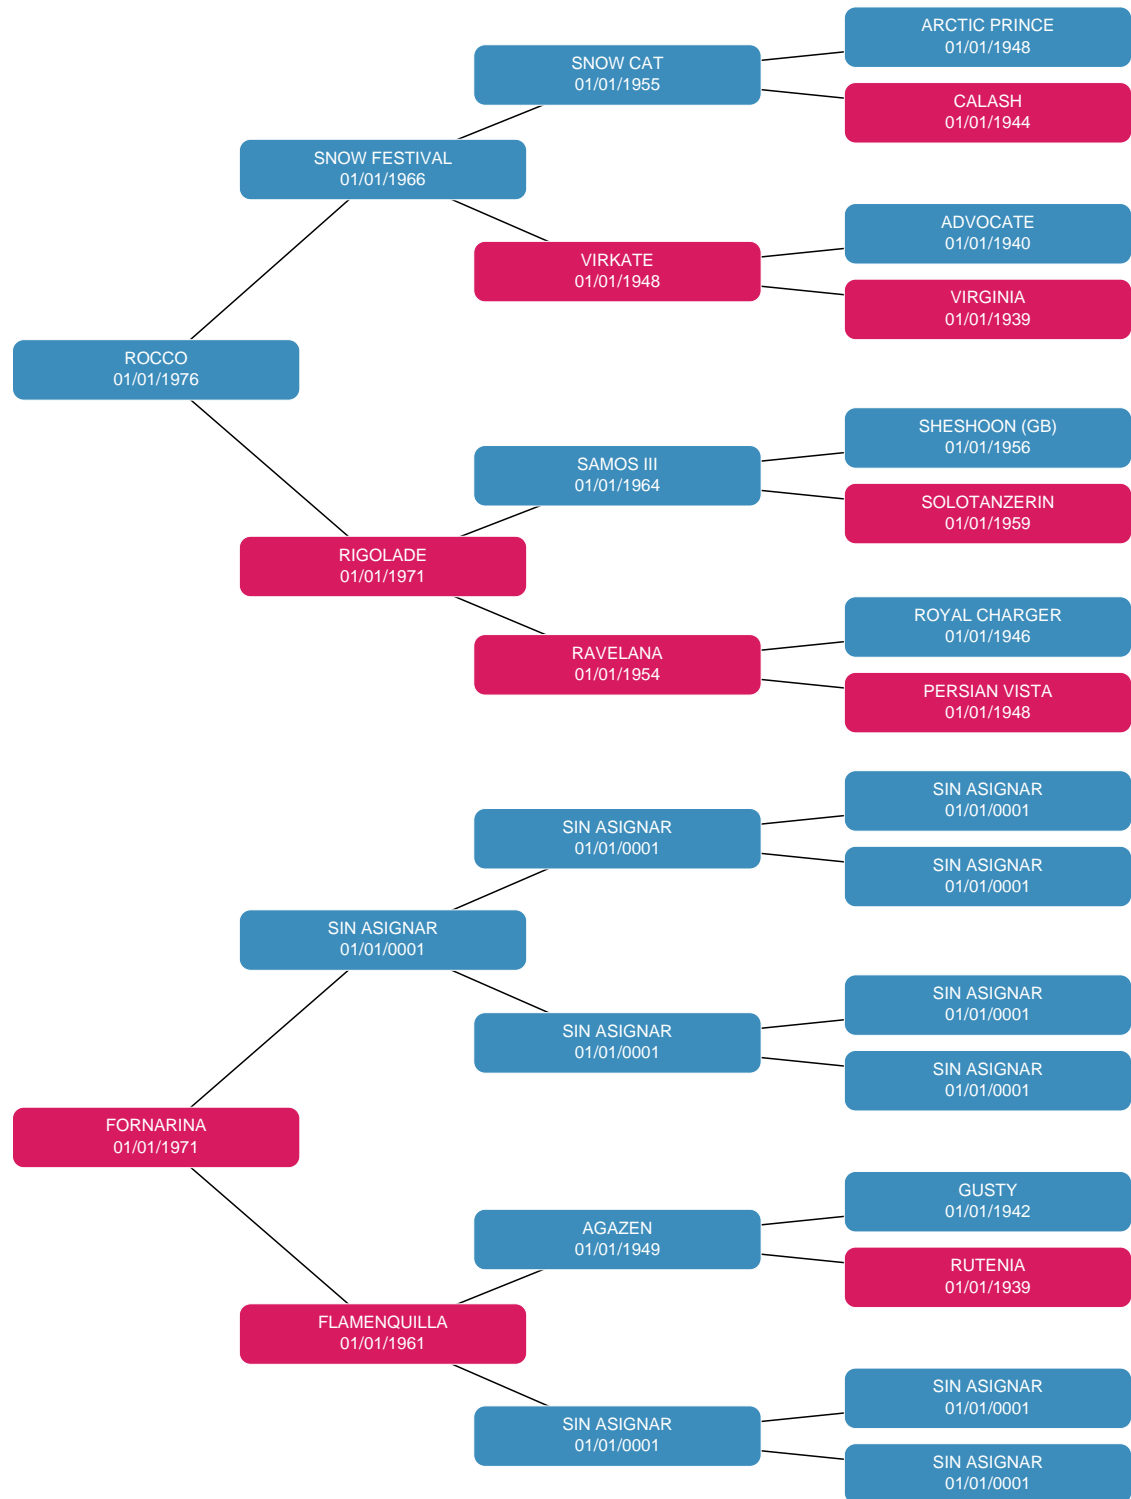 ARCTIC PRINCE
01/01/1948
SNOW CAT
01/01/1955
CALASH
01/01/1944
SNOW FESTIVAL
01/01/1966
ADVOCATE
01/01/1940
VIRKATE
01/01/1948
VIRGINIA
01/01/1939
ROCCO
01/01/1976
SHESHOON (GB)
01/01/1956
SAMOS III
01/01/1964
SOLOTANZERIN
01/01/1959
RIGOLADE
01/01/1971
ROYAL CHARGER
01/01/1946
RAVELANA
01/01/1954
PERSIAN VISTA
01/01/1948
SIN ASIGNAR
01/01/0001
SIN ASIGNAR
01/01/0001
SIN ASIGNAR
01/01/0001
SIN ASIGNAR
01/01/0001
SIN ASIGNAR
01/01/0001
SIN ASIGNAR
01/01/0001
SIN ASIGNAR
01/01/0001
FORNARINA
01/01/1971
GUSTY
01/01/1942
AGAZEN
01/01/1949
RUTENIA
01/01/1939
FLAMENQUILLA
01/01/1961
SIN ASIGNAR
01/01/0001
SIN ASIGNAR
01/01/0001
SIN ASIGNAR
01/01/0001